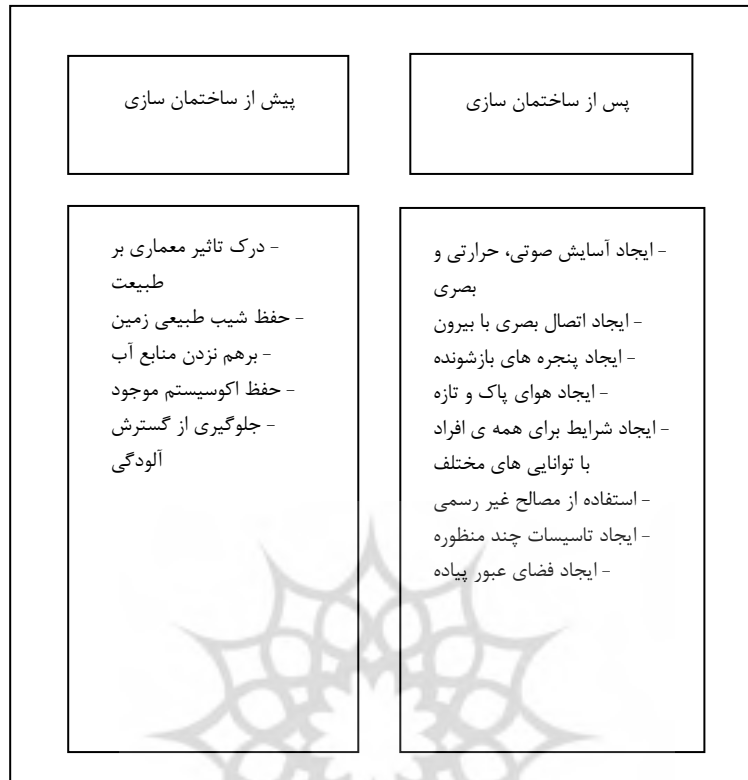 پس از ساختمان سازی
- ایجاد آسایش صوتی، حرارتی و
بصری
- ایجاد اتصال بصری با بیرون
- ایجاد پنجره های بازشونده
- ایجاد هوای پاک و تازه
- ایجاد شرایط برای همه ی افراد
با توانایی های مختلف
- استفاده از مصالح غیر رسمی
- ایجاد تاسیسات چند منظوره
- ایجاد فضای عبور پیاده
پیش از ساختمان سازی
- درک تاثیر معماری بر
طبیعت
- حفظ شیب طبیعی زمین
- برهم نزدن منابع آب
- حفظ اکوسیستم موجود
- جلوگیری از گسترش
آلودگی